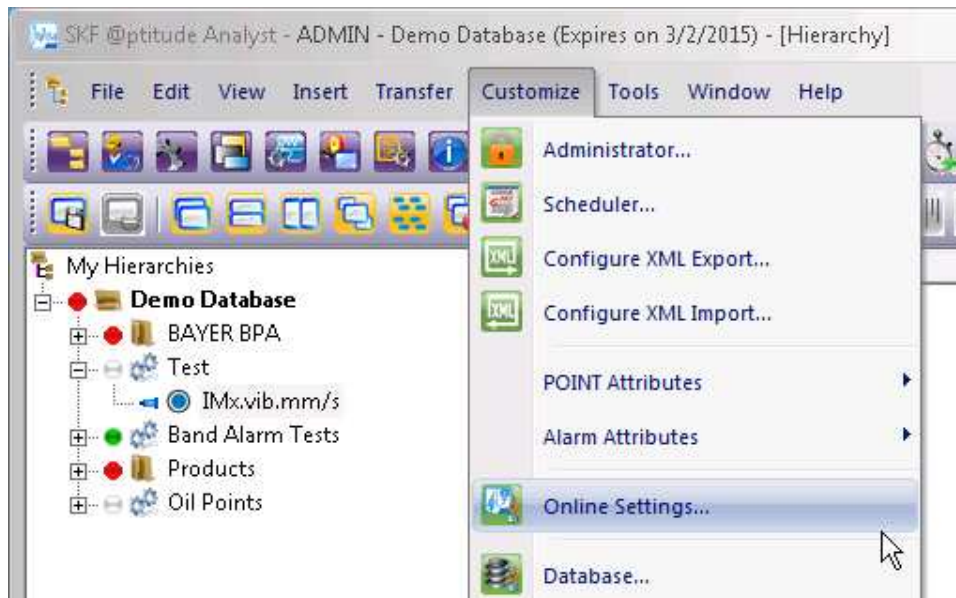 SKF @ptitude Analyst - ADMIN - Demo Database (Expires on 3/2/2015) - [Hierarchy]
File Edit View Insert Transfer Customize Tools Window Help
Administrator...
Scheduler...
XML Configure XML Export...
XML Configure XML Import...
POINT Attributes
Alarm Attributes
Online Settings...
Database...
My Hierarchies
Demo Database
BAYER BPA
Test
IMx.vib.mm/s
Band Alarm Tests
Products
Oil Points